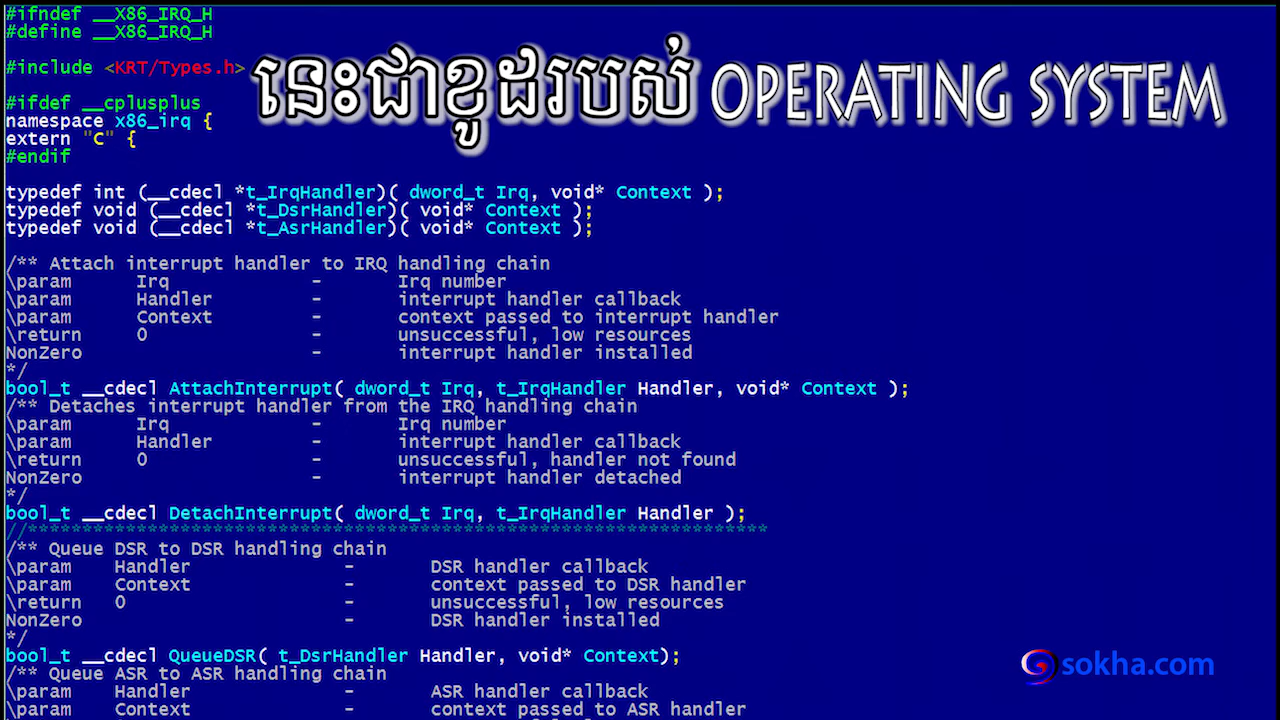 #ifndef __X86_IRQ_H
#define __X86_IRQ_H
#include <KRT/Types.h>
នេះជាខូដរបស់ OPERATING SYSTEM
#ifdef __cplusplus
namespace x86_irq {
extern "C" {
#endif
typedef int (__cdecl *t_IrqHandler)( dword_t Irq, void* Context );
typedef void (__cdecl *t_DsrHandler)( void* Context );
typedef void (__cdecl *t_AsrHandler)( void* Context );
/** Attach interrupt handler to IRQ handling chain
\param Irq - Irq number
\param Handler - interrupt handler callback
\param Context - context passed to interrupt handler
\return 0 - unsuccessful, low resources
NonZero - interrupt handler installed
*/
bool_t __cdecl AttachInterrupt( dword_t Irq, t_IrqHandler Handler, void* Context );
/** Detaches interrupt handler from the IRQ handling chain
\param Irq - Irq number
\param Handler - interrupt handler callback
\return 0 - unsuccessful, handler not found
NonZero - interrupt handler detached
*/
bool_t __cdecl DetachInterrupt( dword_t Irq, t_IrqHandler Handler );
//********************************************************************
/** Queue DSR to DSR handling chain
\param Handler - DSR handler callback
\param Context - context passed to DSR handler
\return 0 - unsuccessful, low resources
NonZero - DSR handler installed
*/
bool_t __cdecl QueueDSR( t_DsrHandler Handler, void* Context);
/** Queue ASR to ASR handling chain
\param Handler - ASR handler callback
\param Context - context passed to ASR handler
sokha.com